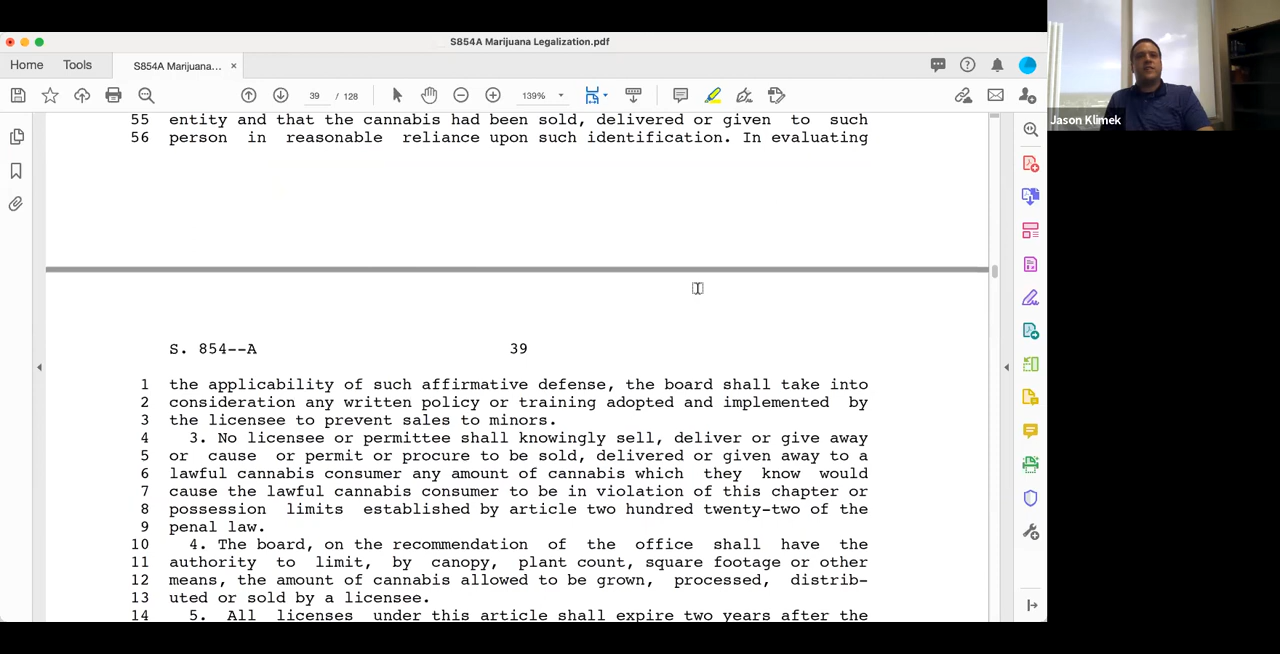 S854A Marijuana Legalization.pdf
Home Tools S854A Marijuana... ×
39 / 128 139%
Jason Klimek
55 entity and that the cannabis had been sold, delivered or given to such
56 person in reasonable reliance upon such identification. In evaluating
S. 854--A 39
1 the applicability of such affirmative defense, the board shall take into
2 consideration any written policy or training adopted and implemented by
3 the licensee to prevent sales to minors.
4 3. No licensee or permittee shall knowingly sell, deliver or give away
5 or cause or permit or procure to be sold, delivered or given away to a
6 lawful cannabis consumer any amount of cannabis which they know would
7 cause the lawful cannabis consumer to be in violation of this chapter or
8 possession limits established by article two hundred twenty-two of the
9 penal law.
10 4. The board, on the recommendation of the office shall have the
11 authority to limit, by canopy, plant count, square footage or other
12 means, the amount of cannabis allowed to be grown, processed, distrib-
13 uted or sold by a licensee.
14 5. All licenses under this article shall expire two years after the